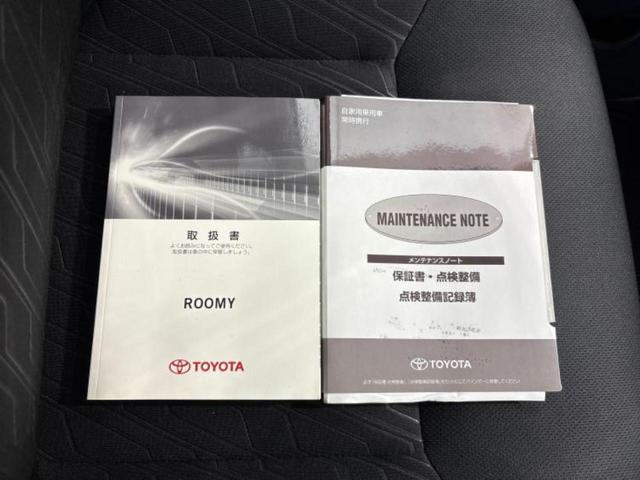 取扱書
よくお読みになってご使用ください。
取扱書は車の中に保管しましょう。
ROOMY
TOYOTA
自家用乗用車
常時携行
MAINTENANCE NOTE
メンテナンスノート
保証書・点検整備
点検整備記録簿
TOYOTA